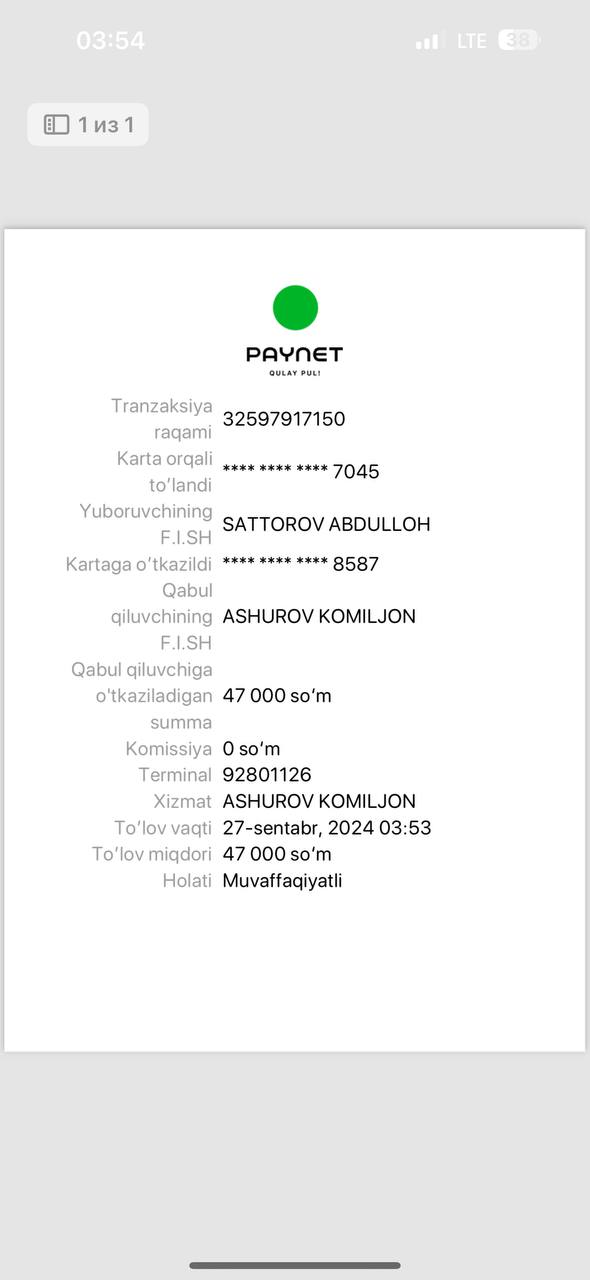 03:54
LTE 38
1 из 1
PAYNET
QULAY PUL!
Tranzaksiya
raqami
32597917150
Karta orqali
to‘landi
**** **** **** 7045
Yuboruvchining
F.I.SH
SATTOROV ABDULLOH
Kartaga o‘tkazildi **** **** **** 8587
Qabul
qiluvchining
F.I.SH
ASHUROV KOMILJON
Qabul qiluvchiga
o'tkaziladigan
summa
47 000 so‘m
Komissiya 0 so‘m
Terminal 92801126
Xizmat ASHUROV KOMILJON
To‘lov vaqti 27-sentabr, 2024 03:53
To‘lov miqdori 47 000 so‘m
Holati Muvaffaqiyatli